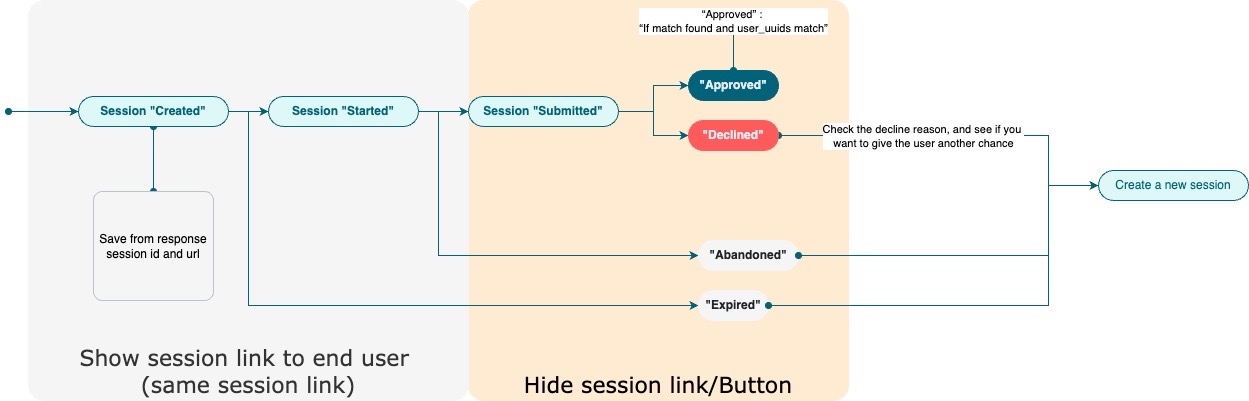 “Approved” :
“If match found and user_uuids match”
Session "Created"
Session "Started"
Session "Submitted"
"Approved"
"Declined"
Check the decline reason, and see if you
want to give the user another chance
Create a new session
Save from response
session id and url
"Abandoned"
"Expired"
Show session link to end user
(same session link)
Hide session link/Button